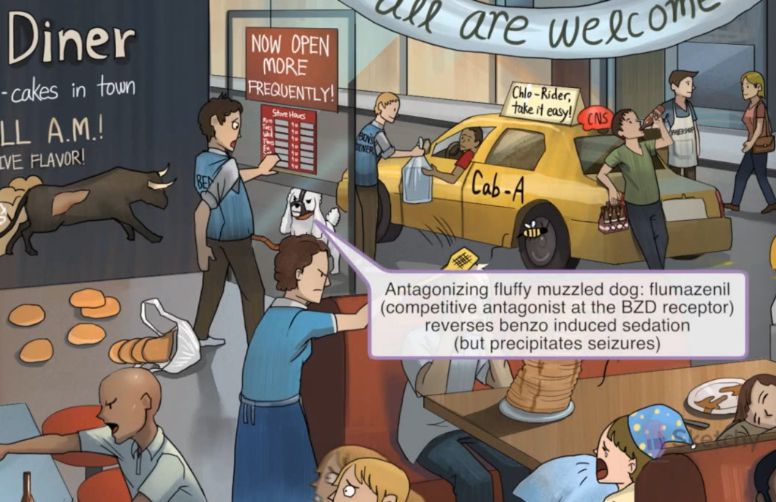 all are welcome
Diner
-cakes in town
LL A.M.!
IVE FLAVOR!
NOW OPEN
MORE
FREQUENTLY!
Store Hours
Chlo-Rider,
take it easy!
CNS
Cab-A
BEN
Antagonizing fluffy muzzled dog: flumazenil
(competitive antagonist at the BZD receptor)
reverses benzo induced sedation
(but precipitates seizures)